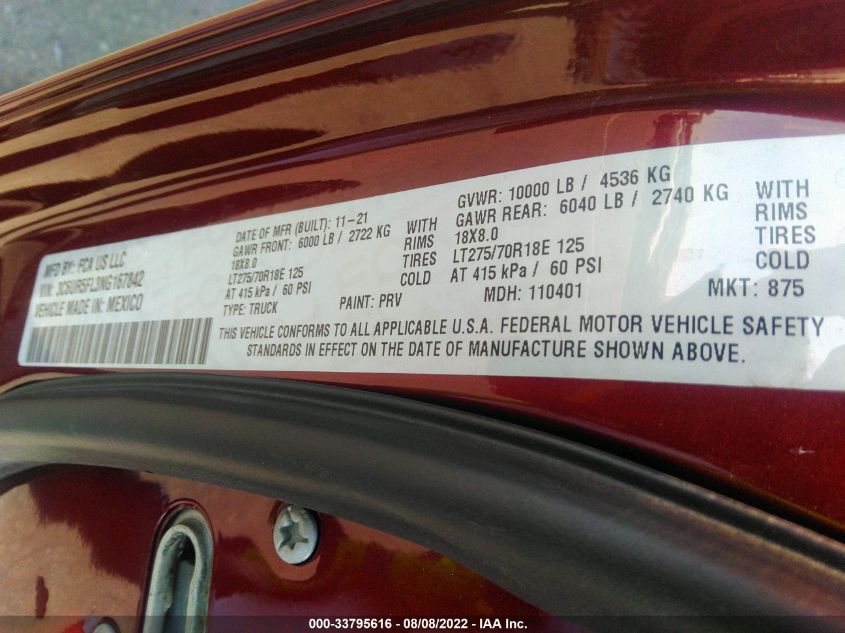 MFD BY: FCA US LLC
VIN: 3C6UR5FL3NG167842
VEHICLE MADE IN: MEXICO
DATE OF MFR (BUILT): 11-21
GAWR FRONT: 6000 LB / 2722 KG WITH
18X8.0 RIMS
LT275/70R18E 125 TIRES
AT 415 kPa / 60 PSI COLD
TYPE: TRUCK PAINT: PRV MDH: 110401 MKT: 875
GVWR: 10000 LB / 4536 KG
GAWR REAR: 6040 LB / 2740 KG WITH
18X8.0 RIMS
LT275/70R18E 125 TIRES
AT 415 kPa / 60 PSI COLD
THIS VEHICLE CONFORMS TO ALL APPLICABLE U.S.A. FEDERAL MOTOR VEHICLE SAFETY
STANDARDS IN EFFECT ON THE DATE OF MANUFACTURE SHOWN ABOVE.
000-33795616 - 08/08/2022 - IAA Inc.